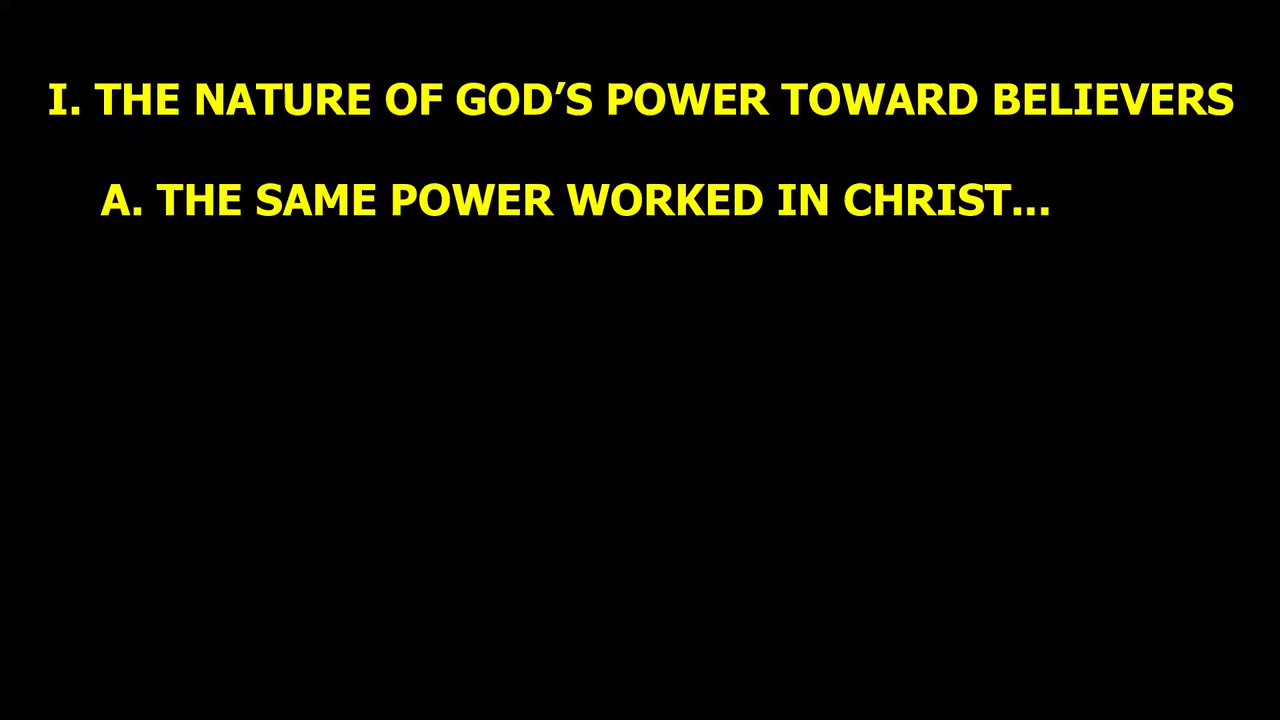 I. THE NATURE OF GOD’S POWER TOWARD BELIEVERS
A. THE SAME POWER WORKED IN CHRIST...